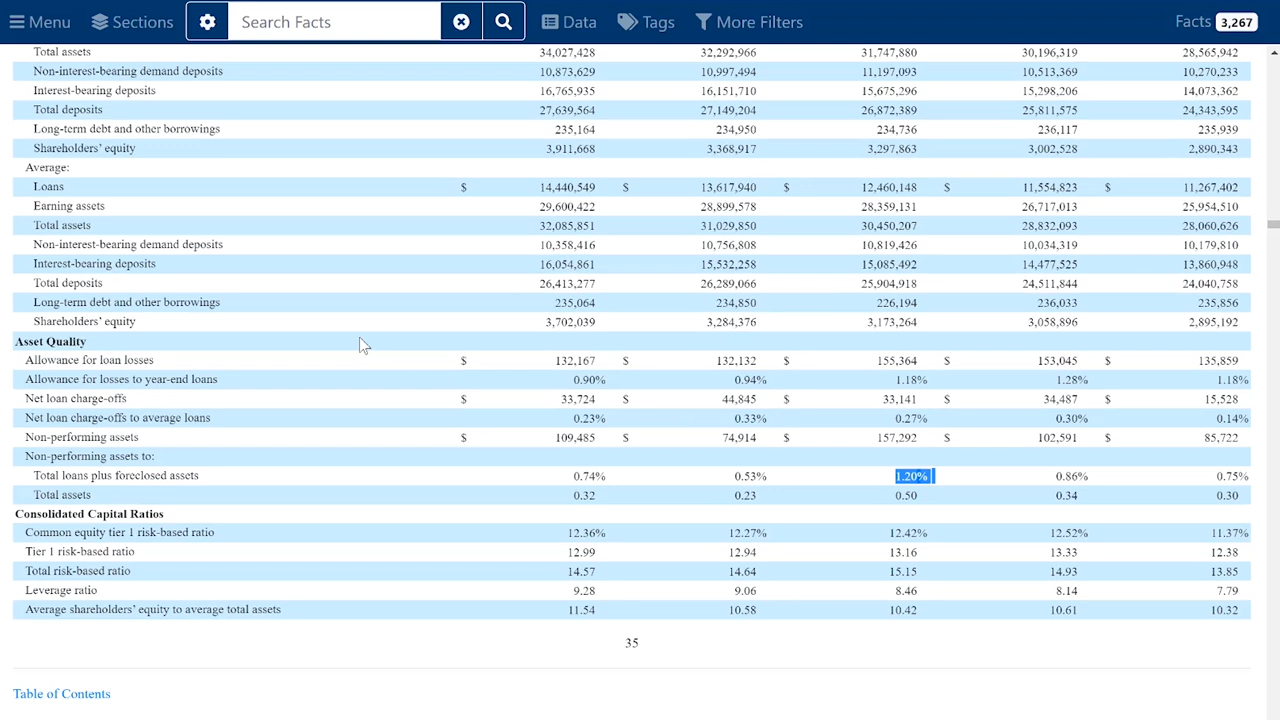 Menu Sections Search Facts Data Tags More Filters Facts 3,267
Total assets 34,027,428 32,292,966 31,747,880 30,196,319 28,565,942
Non-interest-bearing demand deposits 10,873,629 10,997,494 11,197,093 10,513,369 10,270,233
Interest-bearing deposits 16,765,935 16,151,710 15,675,296 15,298,206 14,073,362
Total deposits 27,639,564 27,149,204 26,872,389 25,811,575 24,343,595
Long-term debt and other borrowings 235,164 234,950 234,736 236,117 235,939
Shareholders' equity 3,911,668 3,368,917 3,297,863 3,002,528 2,890,343
Average:
Loans $ 14,440,549 $ 13,617,940 $ 12,460,148 $ 11,554,823 $ 11,267,402
Earning assets 29,600,422 28,899,578 28,359,131 26,717,013 25,954,510
Total assets 32,085,851 31,029,850 30,450,207 28,832,093 28,060,626
Non-interest-bearing demand deposits 10,358,416 10,756,808 10,819,426 10,034,319 10,179,810
Interest-bearing deposits 16,054,861 15,532,258 15,085,492 14,477,525 13,860,948
Total deposits 26,413,277 26,289,066 25,904,918 24,511,844 24,040,758
Long-term debt and other borrowings 235,064 234,850 226,194 236,033 235,856
Shareholders' equity 3,702,039 3,284,376 3,173,264 3,058,896 2,895,192
Asset Quality
Allowance for loan losses $ 132,167 $ 132,132 $ 155,364 $ 153,045 $ 135,859
Allowance for losses to year-end loans 0.90% 0.94% 1.18% 1.28% 1.18%
Net loan charge-offs $ 33,724 $ 44,845 $ 33,141 $ 34,487 $ 15,528
Net loan charge-offs to average loans 0.23% 0.33% 0.27% 0.30% 0.14%
Non-performing assets $ 109,485 $ 74,914 $ 157,292 $ 102,591 $ 85,722
Non-performing assets to:
Total loans plus foreclosed assets 0.74% 0.53% 1.20% 0.86% 0.75%
Total assets 0.32 0.23 0.50 0.34 0.30
Consolidated Capital Ratios
Common equity tier 1 risk-based ratio 12.36% 12.27% 12.42% 12.52% 11.37%
Tier 1 risk-based ratio 12.99 12.94 13.16 13.33 12.38
Total risk-based ratio 14.57 14.64 15.15 14.93 13.85
Leverage ratio 9.28 9.06 8.46 8.14 7.79
Average shareholders' equity to average total assets 11.54 10.58 10.42 10.61 10.32
35
Table of Contents